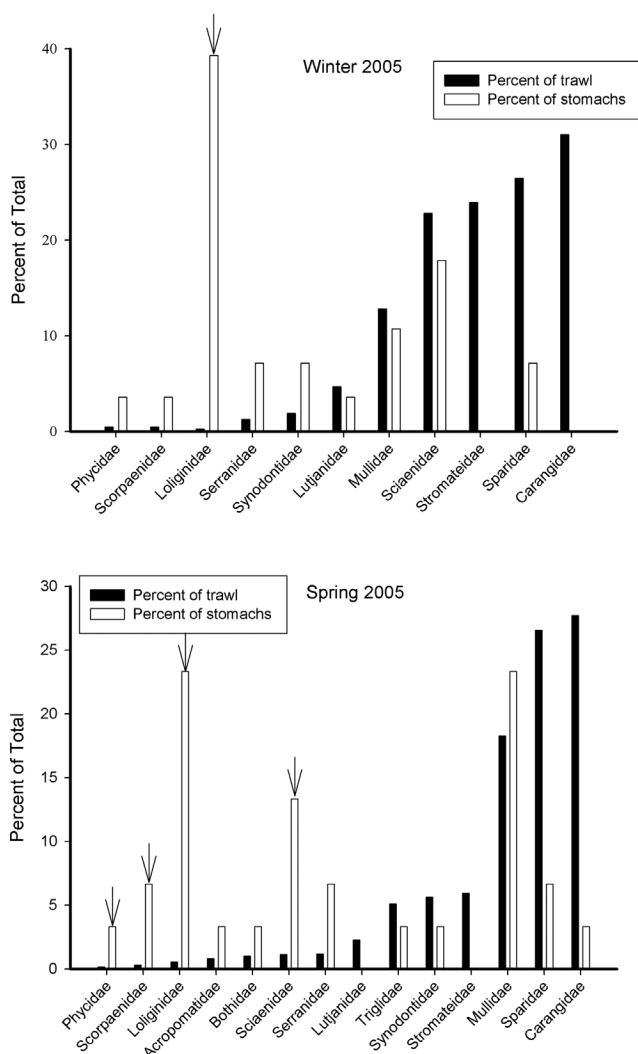 Winter 2005
Percent of trawl
Percent of stomachs
Percent of Total
40
30
20
10
0
Phycidae
Scorpaenidae
Loliginidae
Serranidae
Synodontidae
Lutjanidae
Mullidae
Sciaenidae
Stromateidae
Sparidae
Carangidae
Percent of trawl
Percent of stomachs
Spring 2005
Percent of Total
30
25
20
15
10
5
0
Phycidae
Scorpaenidae
Loliginidae
Acropomatidae
Bothidae
Sciaenidae
Serranidae
Lutjanidae
Triglidae
Synodontidae
Stromateidae
Mullidae
Sparidae
Carangidae